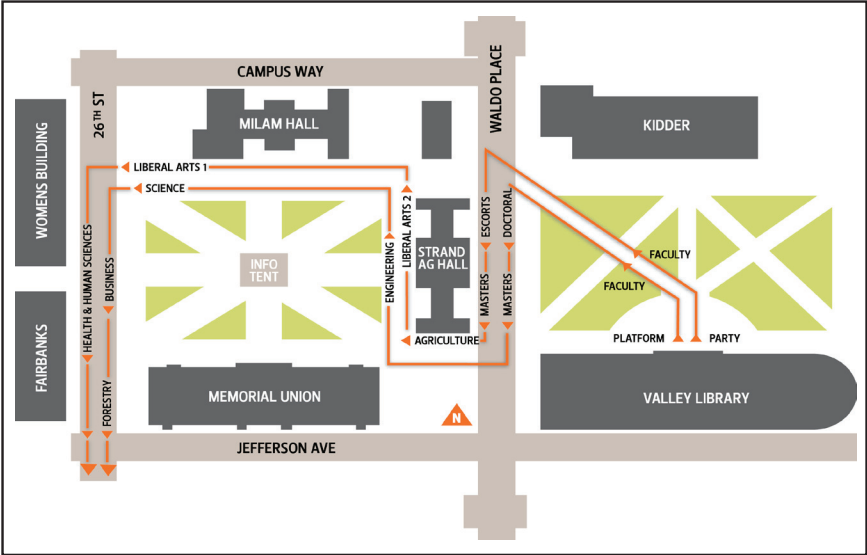 CAMPUS WAY
WALDO PLACE
26TH ST
WOMENS BUILDING
MILAM HALL
KIDDER
LIBERAL ARTS 1
SCIENCE
ESCORTS
DOCTORAL
LIBERAL ARTS 2
ENGINEERING
STRAND
AG HALL
INFO
TENT
FACULTY
FACULTY
HEALTH & HUMAN SCIENCES
BUSINESS
MASTERS
MASTERS
AGRICULTURE
PLATFORM
PARTY
FAIRBANKS
FORESTRY
MEMORIAL UNION
VALLEY LIBRARY
N
JEFFERSON AVE